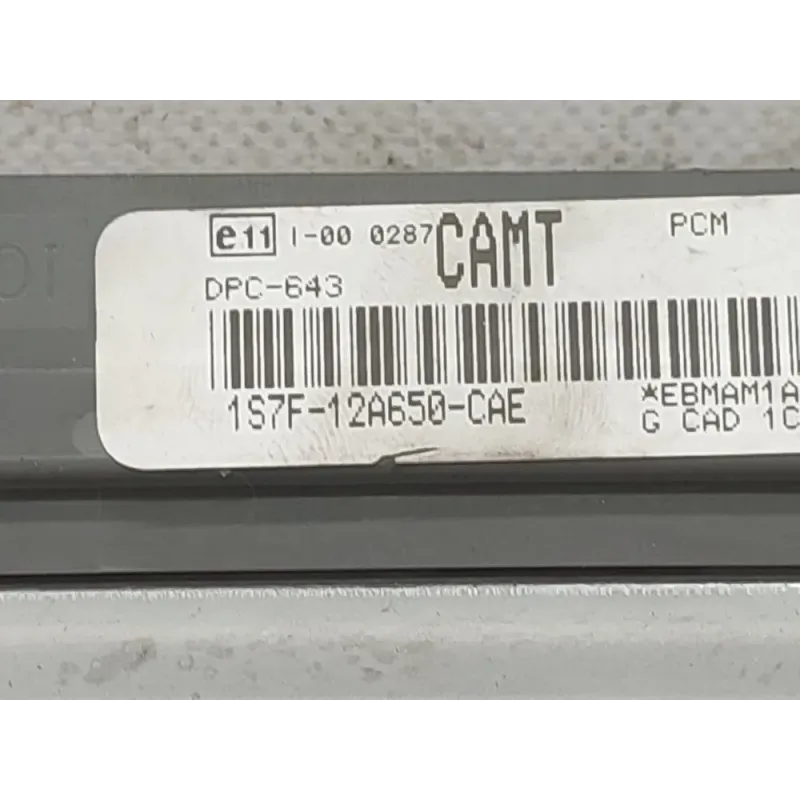 e11 I-00 0287 CAMT PCM
DPC-643
1S7F-12A650-CAE *EBMAM1A
G CAD 1C